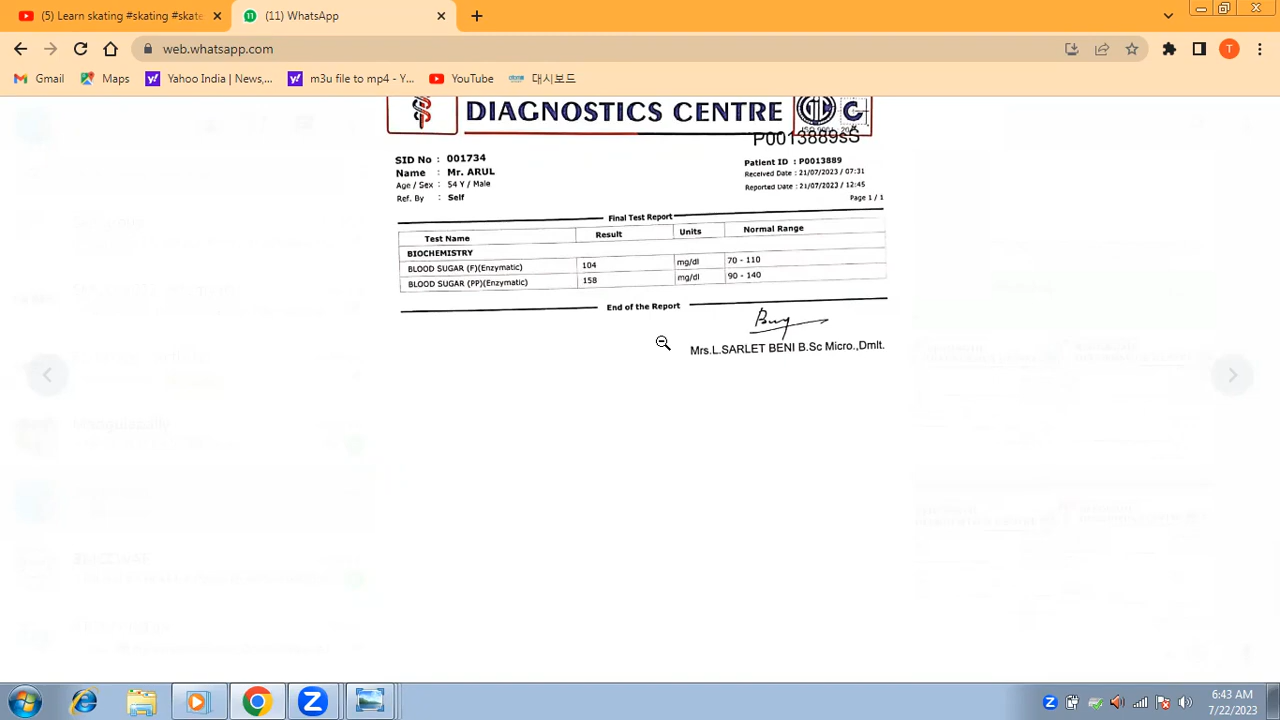 (5) Learn skating #skating #skate
(11) WhatsApp
web.whatsapp.com
T
Gmail
Maps
Yahoo India | News,...
m3u file to mp4 - Y...
YouTube
대시보드
DIAGNOSTICS CENTRE
P0013889sS
SID No : 001734
Name : Mr. ARUL
Age / Sex : 54 Y / Male
Ref. By : Self
Patient ID : P0013889
Received Date : 21/07/2023 / 07:31
Reported Date : 21/07/2023 / 12:45
Page 1 / 1
Final Test Report
Test Name Result Units Normal Range
BIOCHEMISTRY
BLOOD SUGAR (F)(Enzymatic) 104 mg/dl 70 - 110
BLOOD SUGAR (PP)(Enzymatic) 158 mg/dl 90 - 140
End of the Report
Mrs.L.SARLET BENI B.Sc Micro.,Dmlt.
6:43 AM
7/22/2023